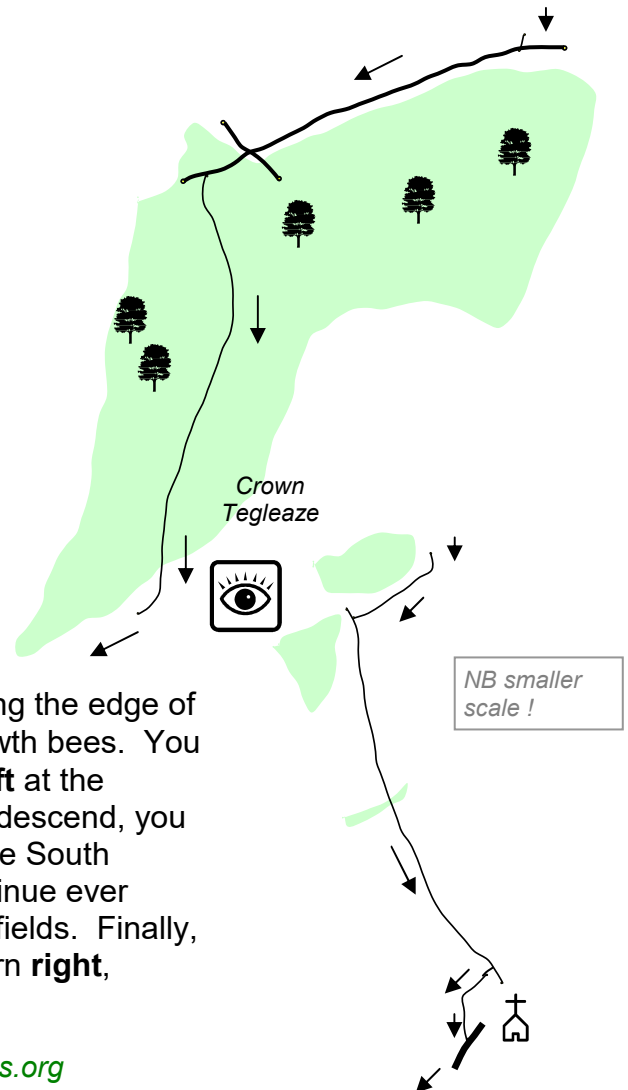 Crown
Tegleaze
NB smaller
scale !
ng the edge of
wth bees. You
ft at the
descend, you
e South
inue ever
fields. Finally,
rn right,
s.org